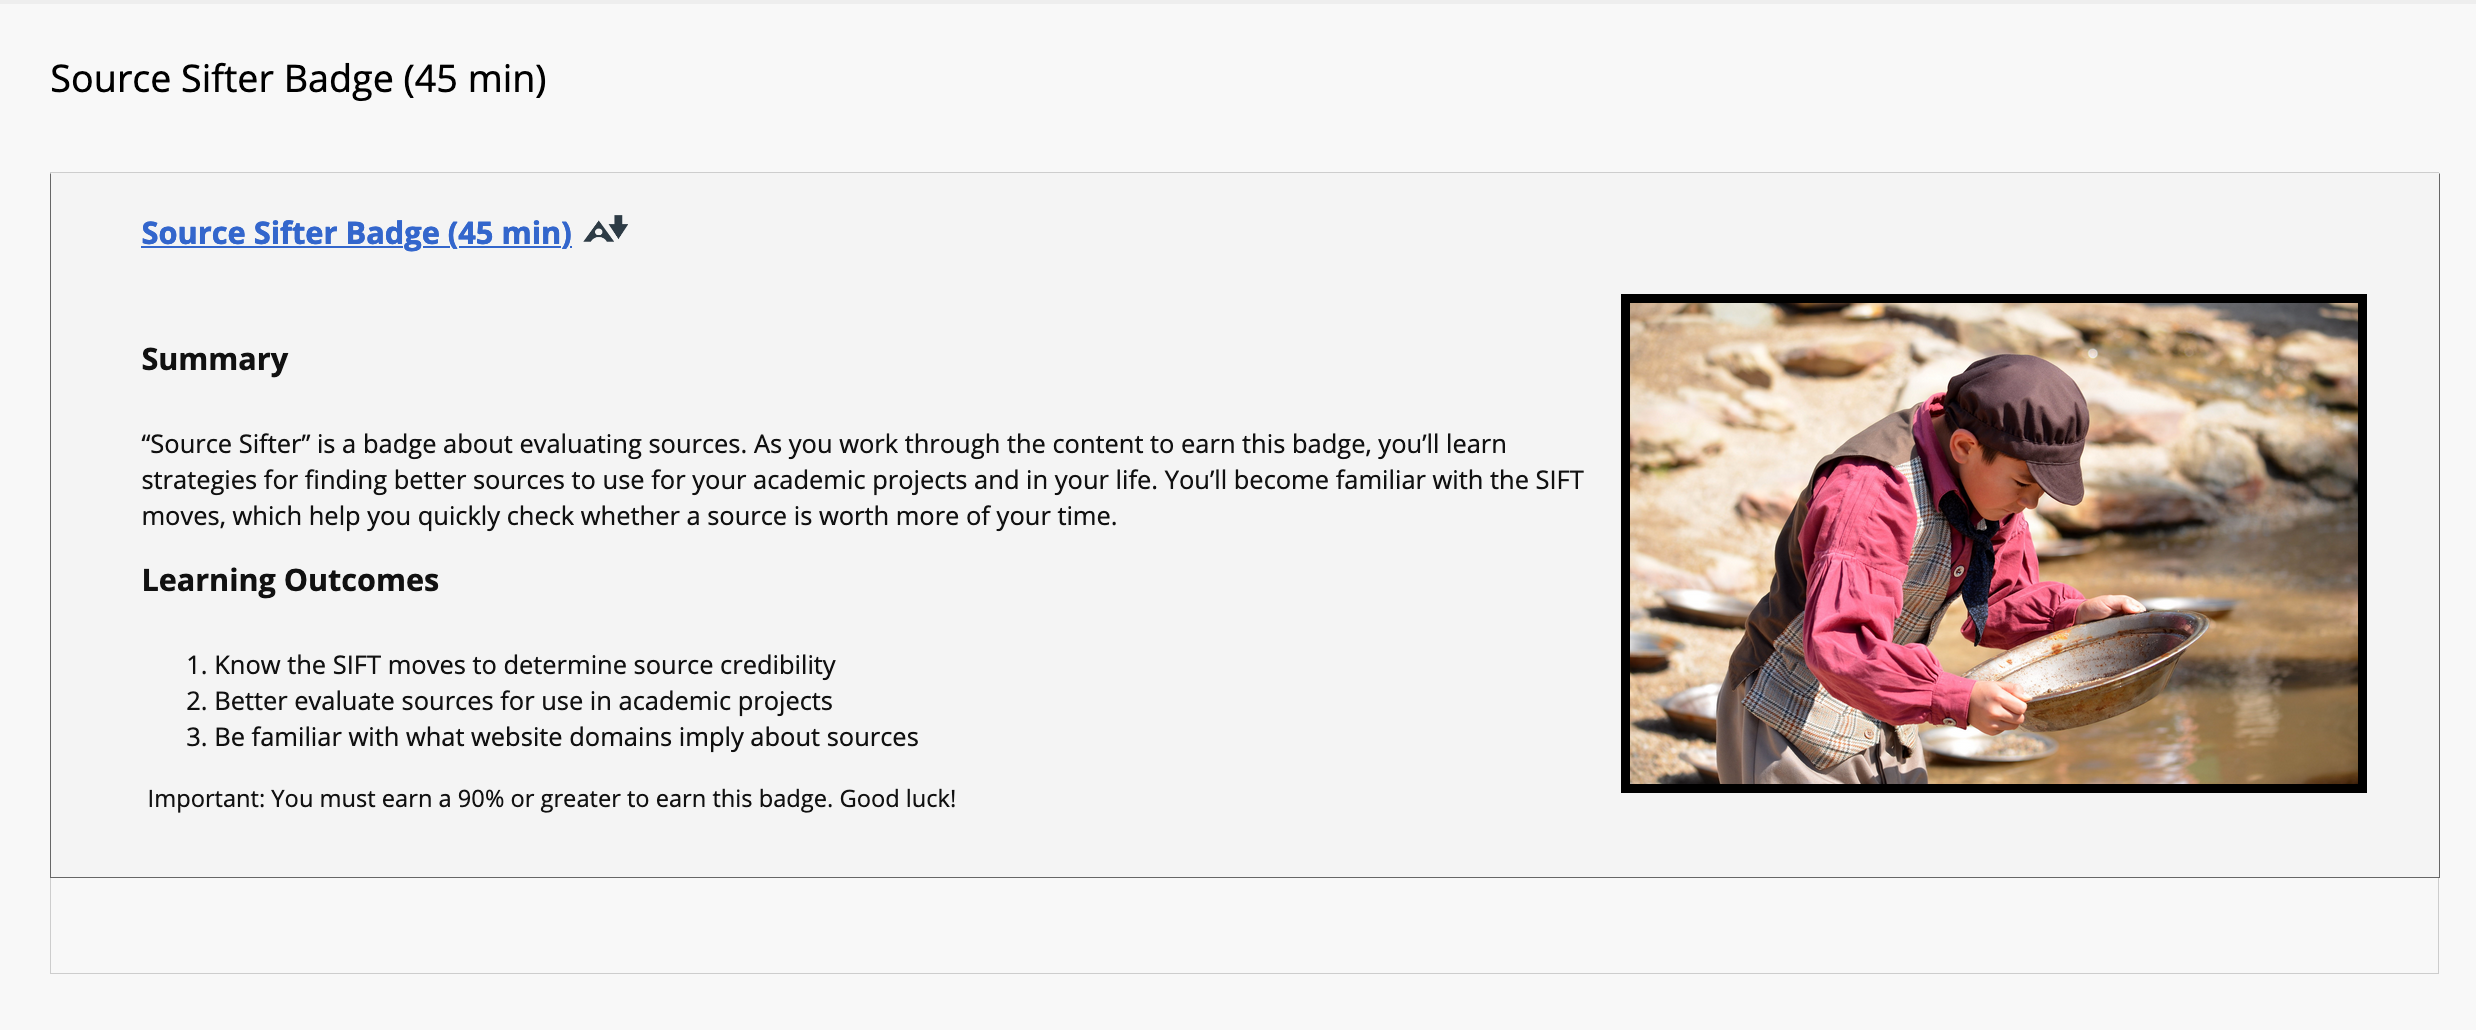 Source Sifter Badge (45 min)
Source Sifter Badge (45 min)
Summary
“Source Sifter” is a badge about evaluating sources. As you work through the content to earn this badge, you’ll learn
strategies for finding better sources to use for your academic projects and in your life. You’ll become familiar with the SIFT
moves, which help you quickly check whether a source is worth more of your time.
Learning Outcomes
1. Know the SIFT moves to determine source credibility
2. Better evaluate sources for use in academic projects
3. Be familiar with what website domains imply about sources
Important: You must earn a 90% or greater to earn this badge. Good luck!